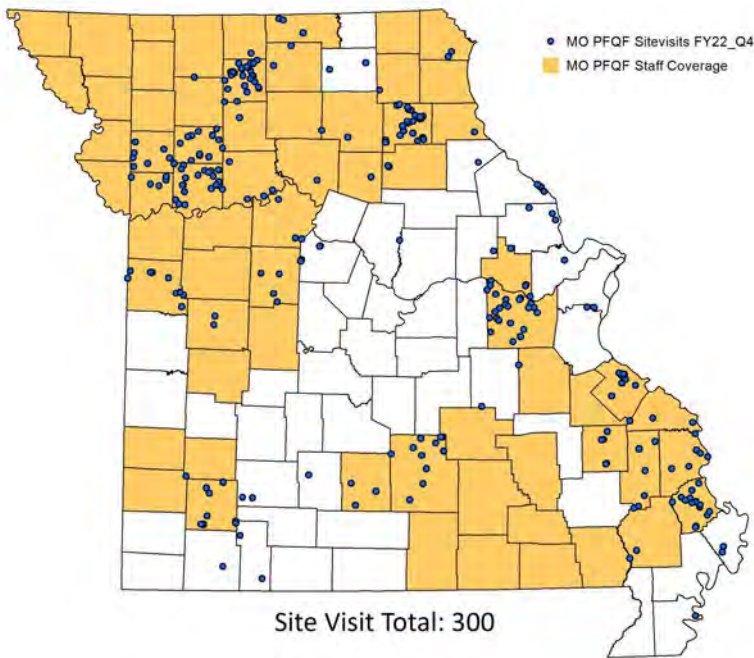 MO PFQF Sitevisits FY22_Q4
MO PFQF Staff Coverage
Site Visit Total: 300